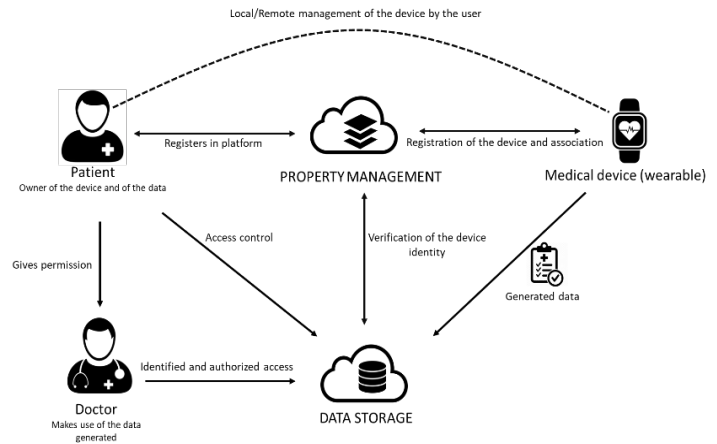 Local/Remote management of the device by the user
Registers in platform
Registration of the device and association
Patient
Owner of the device and of the data
PROPERTY MANAGEMENT
Medical device (wearable)
Access control
Verification of the device
identity
Gives permission
Generated data
Identified and authorized access
Doctor
Makes use of the data
generated
DATA STORAGE